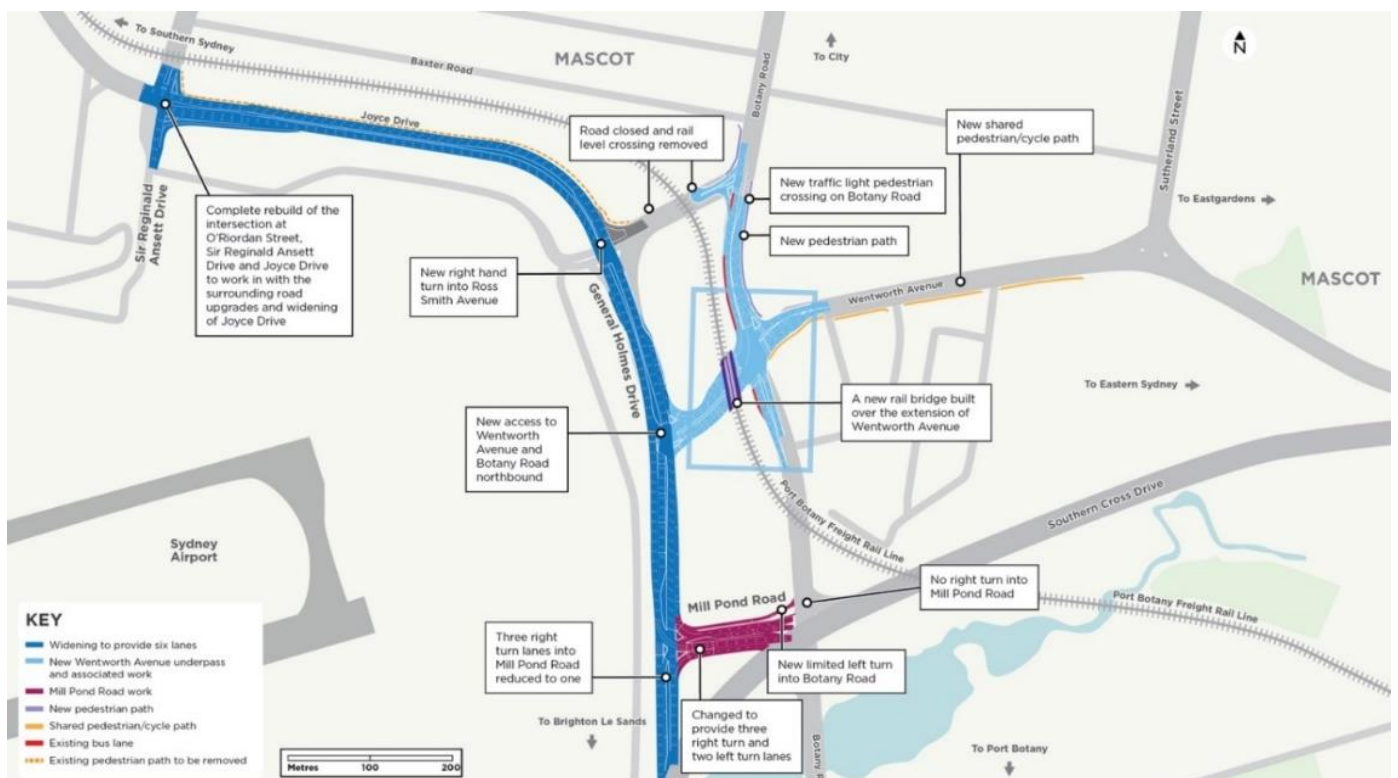 To Southern Sydney
MASCOT
To City
N
Baxter Road
Botany Road
Joyce Drive
Sutherland Street
Road closed and rail
level crossing removed
New shared
pedestrian/cycle path
New traffic light pedestrian
crossing on Botany Road
To Eastgardens
Sir Reginald
Ansett Drive
Complete rebuild of the
intersection at
O'Riordan Street,
Sir Reginald Ansett
Drive and Joyce Drive
to work in with the
surrounding road
upgrades and widening
of Joyce Drive
New pedestrian path
New right hand
turn into Ross
Smith Avenue
General Holmes Drive
Wentworth Avenue
MASCOT
To Eastern Sydney
A new rail bridge built
over the extension of
Wentworth Avenue
New access to
Wentworth
Avenue and
Botany Road
northbound
Port Botany Freight Rail Line
Southern Cross Drive
Sydney
Airport
No right turn into
Mill Pond Road
Port Botany Freight Rail Line
Mill Pond Road
Three right
turn lanes into
Mill Pond Road
reduced to one
New limited left turn
into Botany Road
Changed to
provide three
right turn and
two left turn lanes
To Brighton Le Sands
To Port Botany
Botany
KEY
Widening to provide six lanes
New Wentworth Avenue underpass
and associated work
Mill Pond Road work
New pedestrian path
Shared pedestrian/cycle path
Existing bus lane
Existing pedestrian path to be removed
Metres 100 200